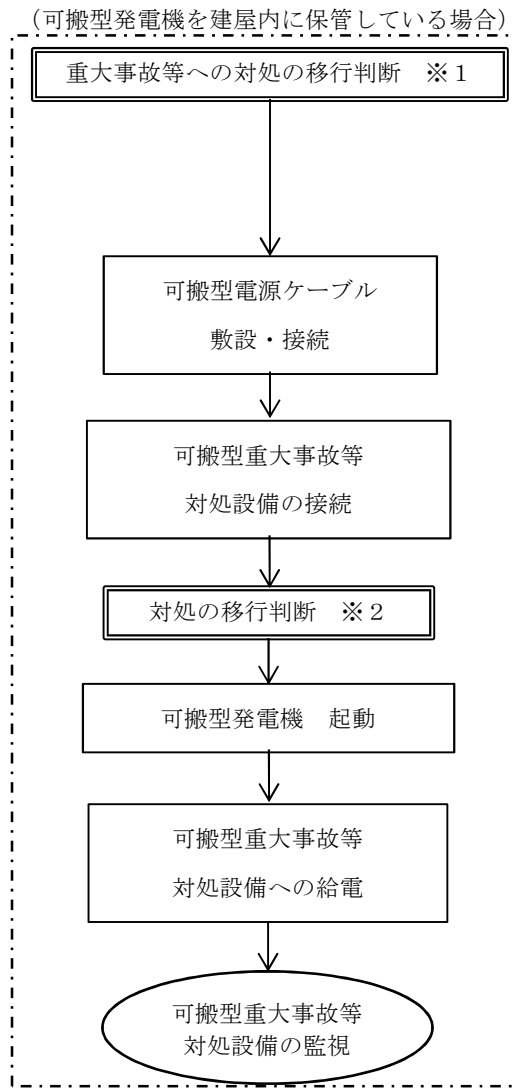 （可搬型発電機を建屋内に保管している場合）
重大事故等への対処の移行判断　※１
可搬型電源ケーブル
敷設・接続
可搬型重大事故等
対処設備の接続
対処の移行判断　※２
可搬型発電機　起動
可搬型重大事故等
対処設備への給電
可搬型重大事故等
対処設備の監視